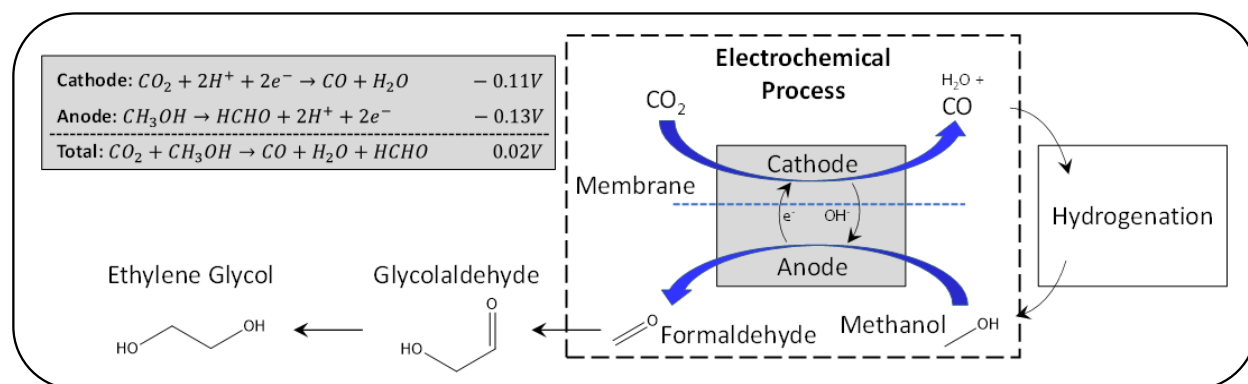 Cathode: CO₂ + 2H⁺ + 2e⁻ → CO + H₂O − 0.11V
Anode: CH₃OH → HCHO + 2H⁺ + 2e⁻ − 0.13V
Total: CO₂ + CH₃OH → CO + H₂O + HCHO 0.02V
Electrochemical
Process
CO₂
H₂O +
CO
Cathode
Membrane
e⁻
OH⁻
Anode
Hydrogenation
Ethylene Glycol
HO
OH
Glycolaldehyde
O
HO
O
Formaldehyde
Methanol
OH